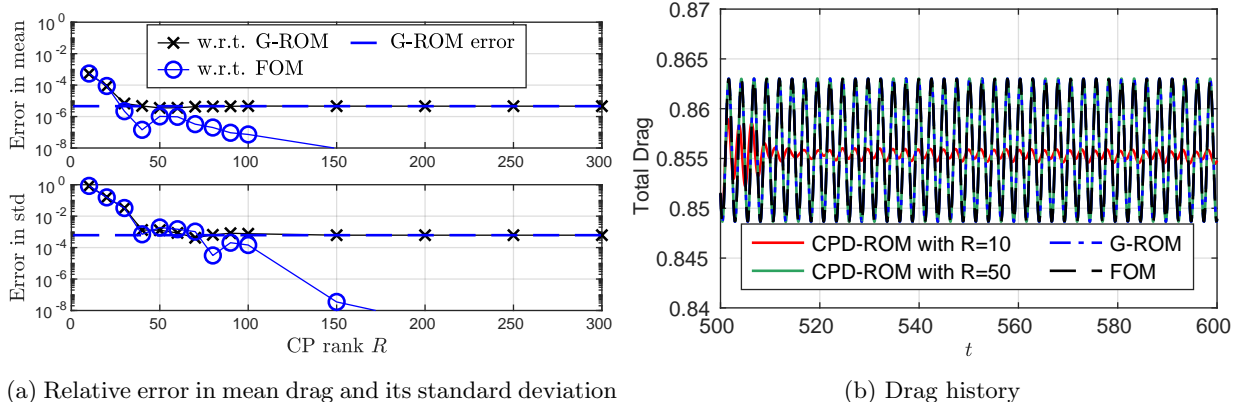 Error in mean
10^0
10^-2
10^-4
10^-6
10^-8
w.r.t. G-ROM
G-ROM error
w.r.t. FOM
0 50 100 150 200 250 300
Error in std
10^0
10^-2
10^-4
10^-6
10^-8
0 50 100 150 200 250 300
CP rank R
(a) Relative error in mean drag and its standard deviation
Total Drag
0.87
0.865
0.86
0.855
0.85
0.845
0.84
CPD-ROM with R=10
G-ROM
CPD-ROM with R=50
FOM
500 520 540 560 580 600
t
(b) Drag history